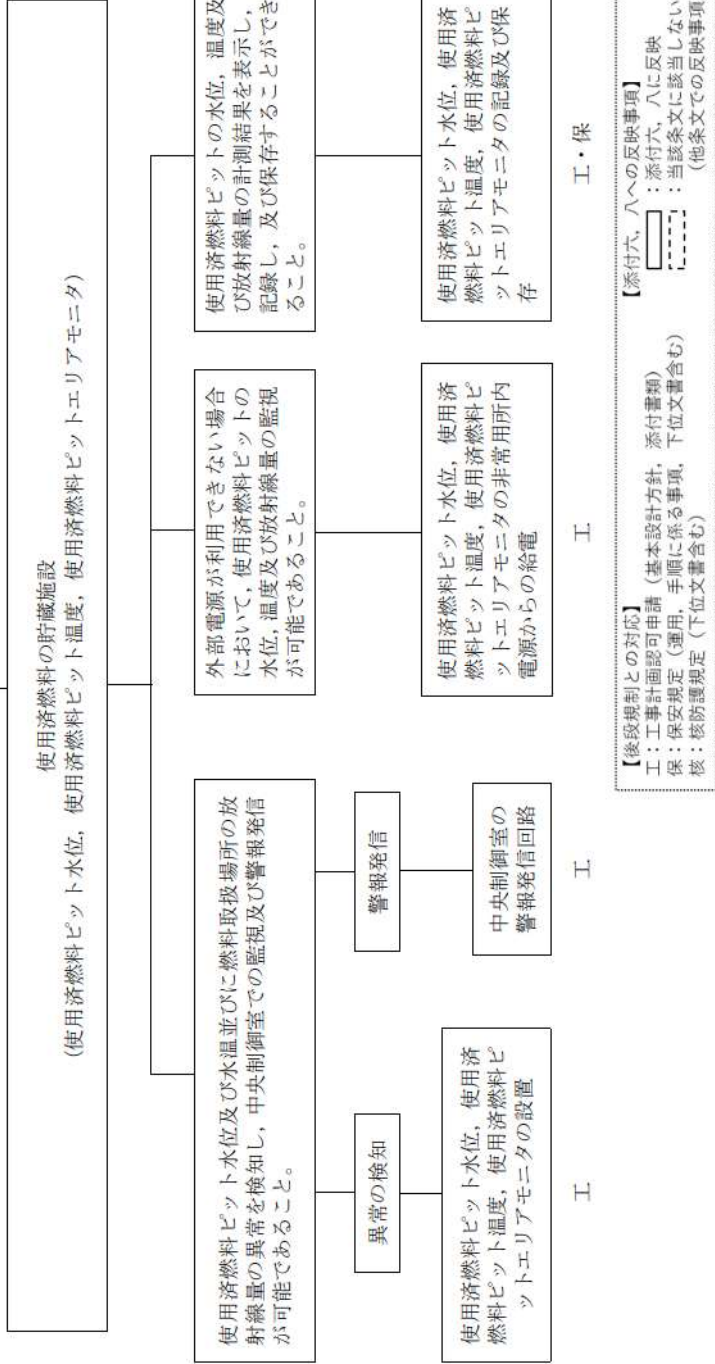 使用済燃料の貯蔵施設
(使用済燃料ピット水位，使用済燃料ピット温度，使用済燃料ピットエリアモニタ)
使用済燃料ピット水位及び水温並びに燃料取扱場所の放
射線量の異常を検知し，中央制御室での監視及び警報発信
が可能であること。
異常の検知
使用済燃料ピット水位，使用済
燃料ピット温度，使用済燃料ピ
ットエリアモニタの設置
工
警報発信
中央制御室の
警報発信回路
工
外部電源が利用できない場合
において，使用済燃料ピットの
水位，温度及び放射線量の監視
が可能であること。
使用済燃料ピット水位，使用済
燃料ピット温度，使用済燃料ピ
ットエリアモニタの非常用所内
電源からの給電
工
使用済燃料ピットの水位，温度及
び放射線量の計測結果を表示し，
記録し，及び保存することができ
ること。
使用済燃料ピット水位，使用済
燃料ピット温度，使用済燃料ピ
ットエリアモニタの記録及び保
存
工・保
【後段規制との対応】
工：工事計画認可申請（基本設計方針，添付書類）
保：保安規定（運用，手順に係る事項，下位文書含む）
核：核防護規定（下位文書含む）
【添付六，八への反映事項】
：添付六，八に反映
：当該条文に該当しない
（他条文での反映事項